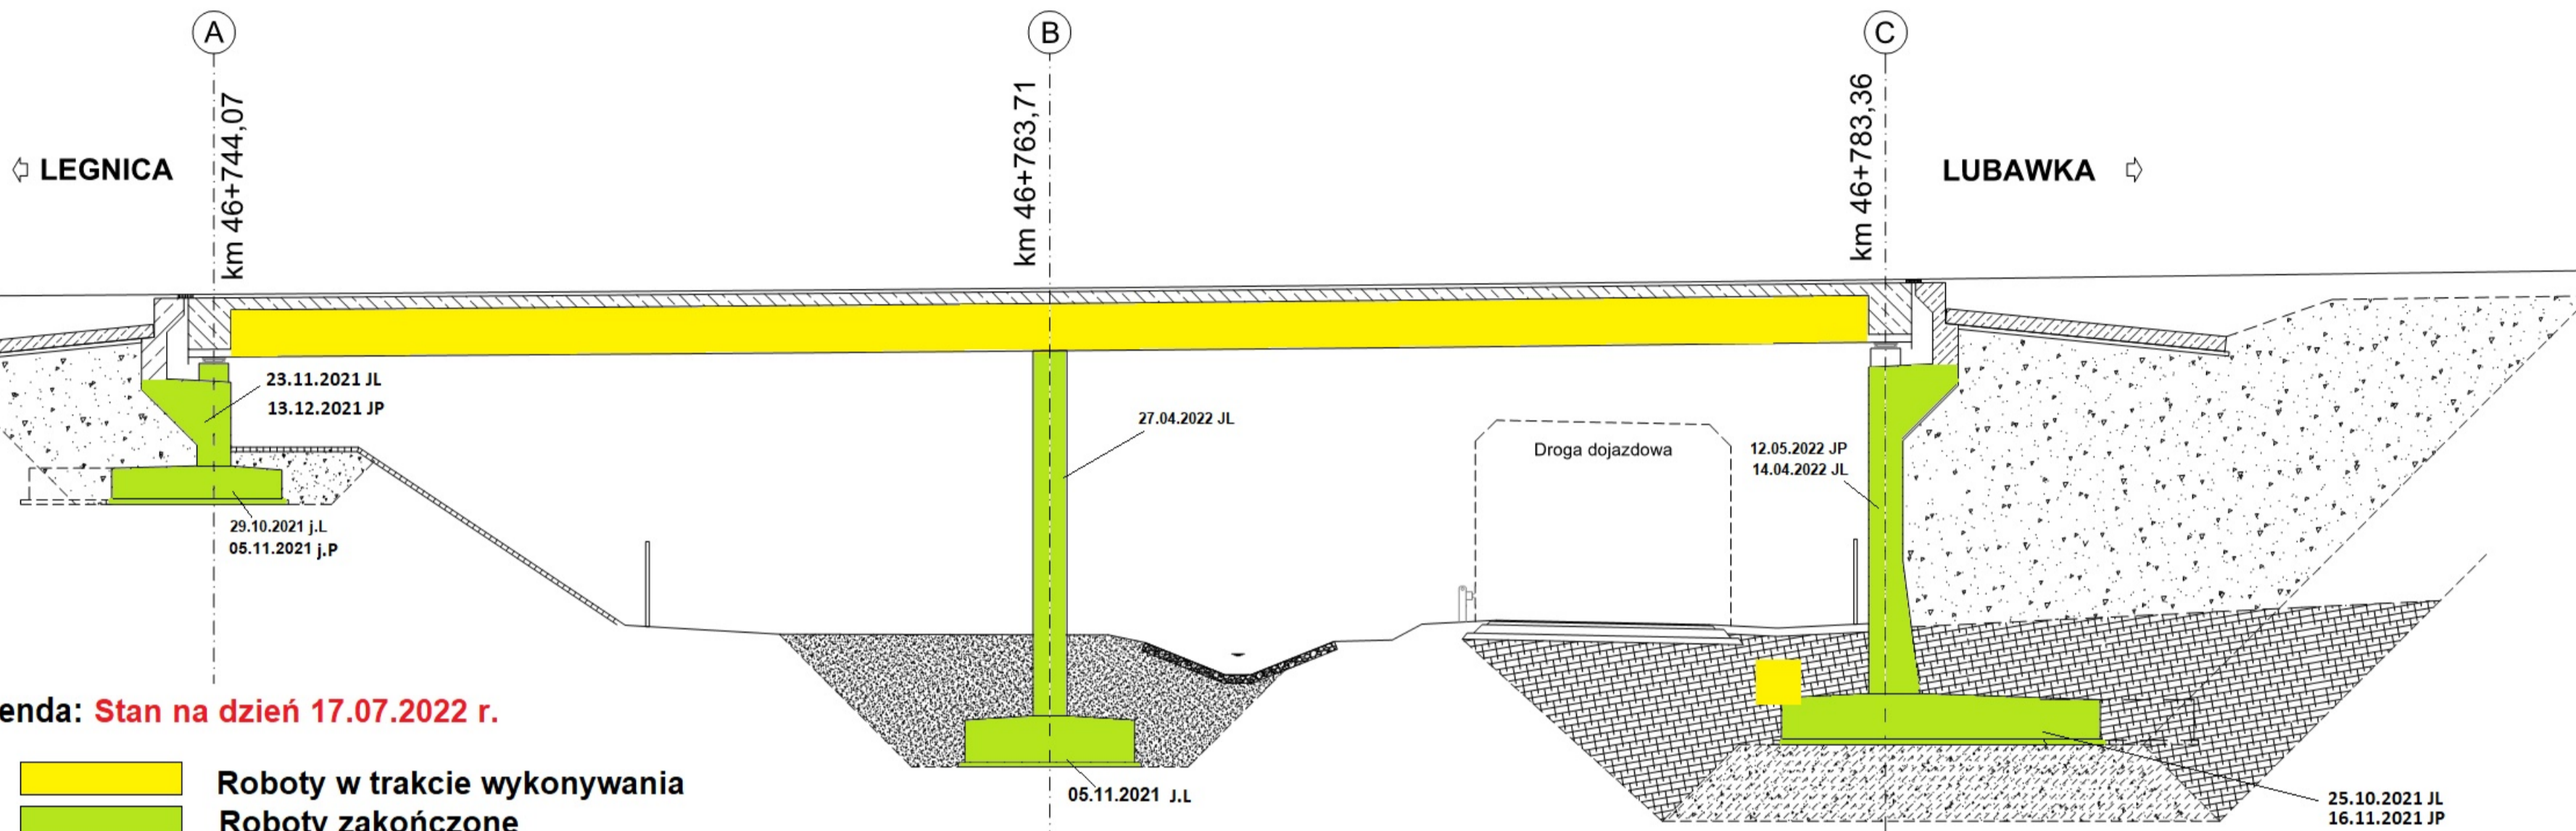 A
B
C
km 46+744,07
km 46+763,71
km 46+783,36
LEGNICA
LUBAWKA
23.11.2021 JL
13.12.2021 JP
27.04.2022 JL
Droga dojazdowa
12.05.2022 JP
14.04.2022 JL
29.10.2021 j.L
05.11.2021 j.P
enda: Stan na dzień 17.07.2022 r.
Roboty w trakcie wykonywania
Roboty zakończone
05.11.2021 J.L
25.10.2021 JL
16.11.2021 JP